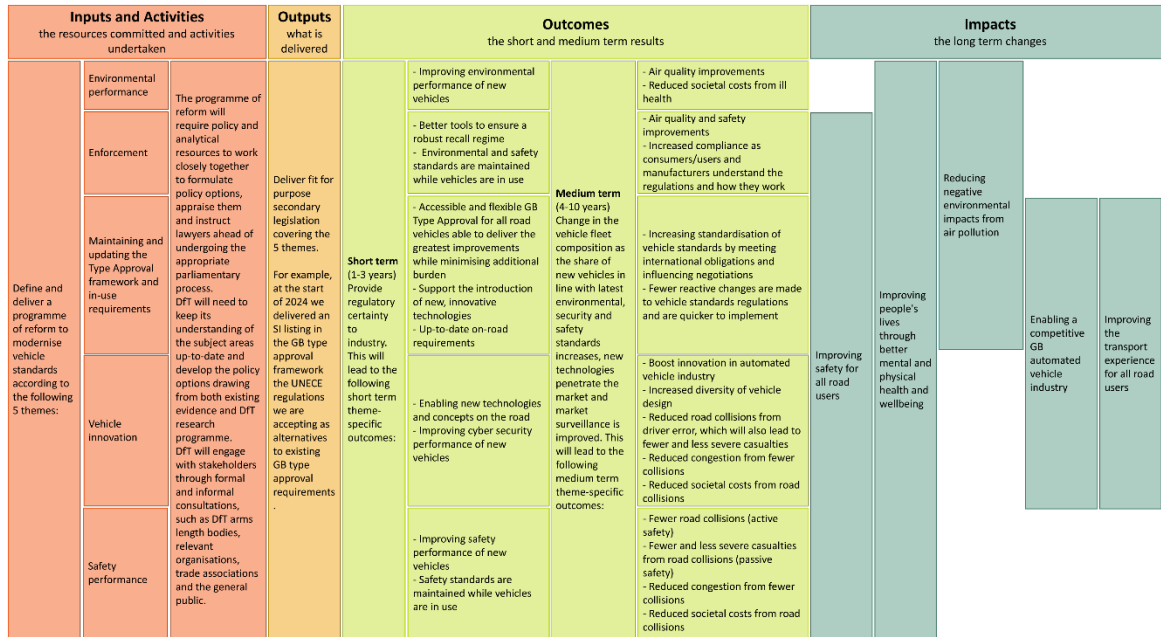 Inputs and Activities
the resources committed and activities
undertaken
Outputs
what is
delivered
Outcomes
the short and medium term results
Impacts
the long term changes
Define and
deliver a
programme
of reform to
modernise
vehicle
standards
according to
the following
5 themes:
Environmental
performance
Enforcement
Maintaining and
updating the
Type Approval
framework and
in-use
requirements
Vehicle
innovation
Safety
performance
The programme of
reform will
require policy and
analytical
resources to work
closely together
to formulate
policy options,
appraise them
and instruct
lawyers ahead of
undergoing the
appropriate
parliamentary
process.
DfT will need to
keep its
understanding of
the subject areas
up-to-date and
develop the policy
options drawing
from both existing
evidence and DfT
research
programme.
DfT will engage
with stakeholders
through formal
and informal
consultations,
such as DfT arms
length bodies,
relevant
organisations,
trade associations
and the general
public.
Deliver fit for
purpose
secondary
legislation
covering the
5 themes.
For example,
at the start
of 2024 we
delivered an
SI listing in
the GB type
approval
framework
the UNECE
regulations
we are
accepting as
alternatives
to existing
GB type
approval
requirements
.
Short term
(1-3 years)
Provide
regulatory
certainty
to
industry.
This will
lead to the
following
short term
theme-
specific
outcomes:
- Improving environmental
performance of new
vehicles
- Better tools to ensure a
robust recall regime
- Environmental and safety
standards are maintained
while vehicles are in use
- Accessible and flexible GB
Type Approval for all road
vehicles able to deliver the
greatest improvements
while minimising additional
burden
- Support the introduction
of new, innovative
technologies
- Up-to-date on-road
requirements
- Enabling new technologies
and concepts on the road
- Improving cyber security
performance of new
vehicles
- Improving safety
performance of new
vehicles
- Safety standards are
maintained while vehicles
are in use
Medium term
(4-10 years)
Change in the
vehicle fleet
composition as
the share of
new vehicles in
line with latest
environmental,
security and
safety
standards
increases, new
technologies
penetrate the
market and
market
surveillance is
improved. This
will lead to the
following
medium term
theme-specific
outcomes:
- Air quality improvements
- Reduced societal costs from ill
health
- Air quality and safety
improvements
- Increased compliance as
consumers/users and
manufacturers understand the
regulations and how they work
- Increasing standardisation of
vehicle standards by meeting
international obligations and
influencing negotiations
- Fewer reactive changes are made
to vehicle standards regulations
and are quicker to implement
- Boost innovation in automated
vehicle industry
- Increased diversity of vehicle
design
- Reduced road collisions from
driver error, which will also lead to
fewer and less severe casualties
- Reduced congestion from fewer
collisions
- Reduced societal costs from road
collisions
- Fewer road collisions (active
safety)
- Fewer and less severe casualties
from road collisions (passive
safety)
- Reduced congestion from fewer
collisions
- Reduced societal costs from road
collisions
Improving
safety for
all road
users
Improving
people's
lives
through
better
mental and
physical
health and
wellbeing
Reducing
negative
environmental
impacts from
air pollution
Enabling a
competitive
GB
automated
vehicle
industry
Improving
the
transport
experience
for all road
users